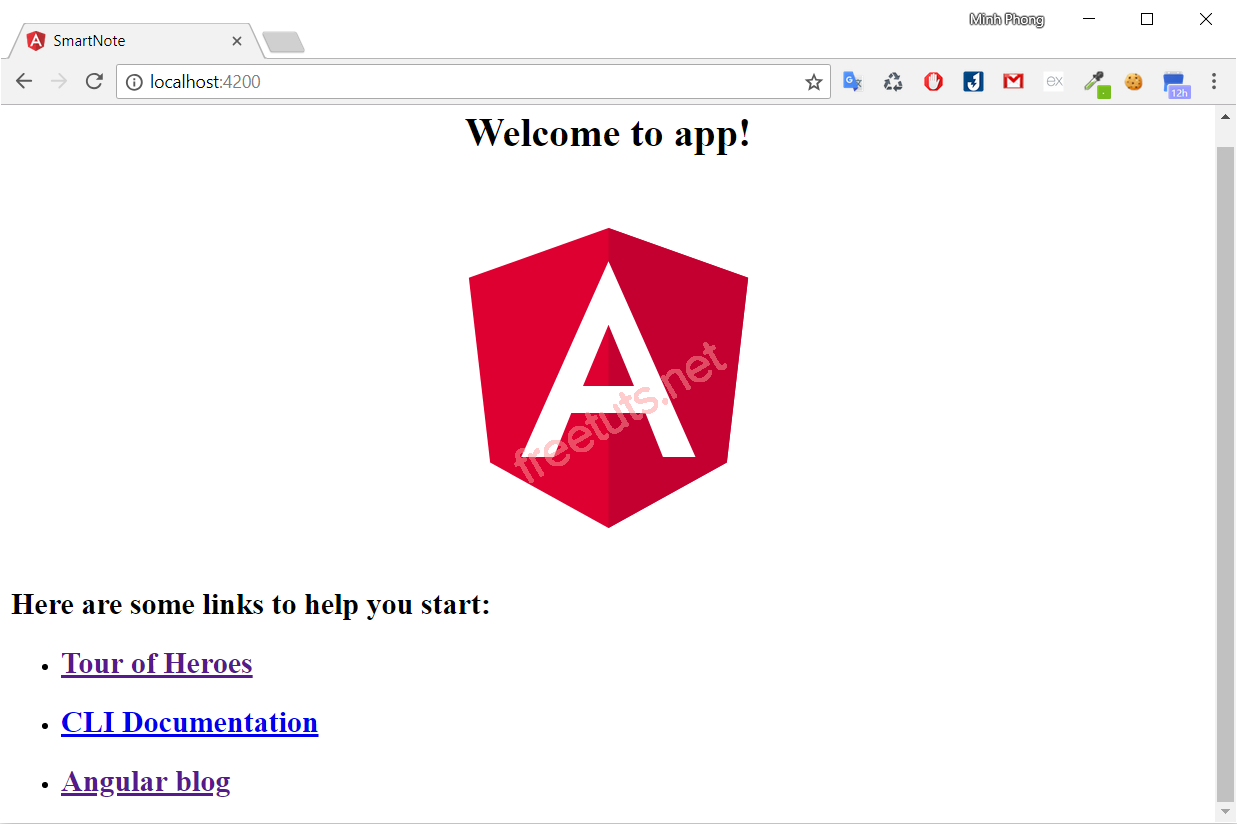 Minh Phong
SmartNote
localhost:4200
ex
12h
Welcome to app!
A
freetuts.net
Here are some links to help you start:
Tour of Heroes
CLI Documentation
Angular blog